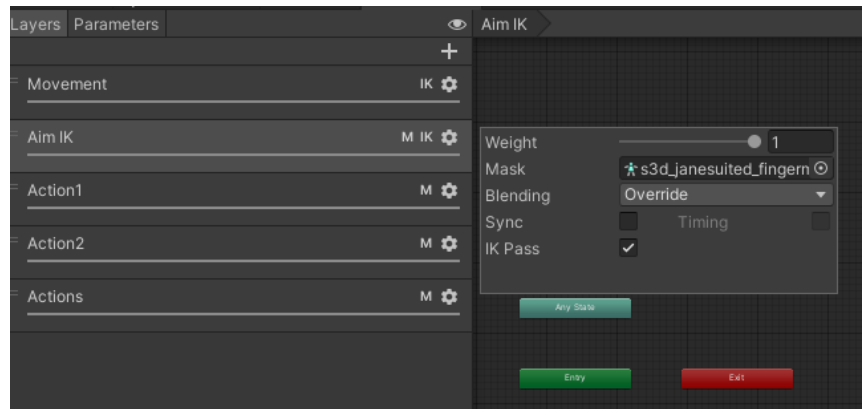 Layers Parameters
Aim IK
Movement IK
Aim IK M IK
Weight 1
Mask s3d_janesuited_fingern
Action1 M
Blending Override
Sync Timing
Action2 M
IK Pass
Actions M
Any State
Entry Exit